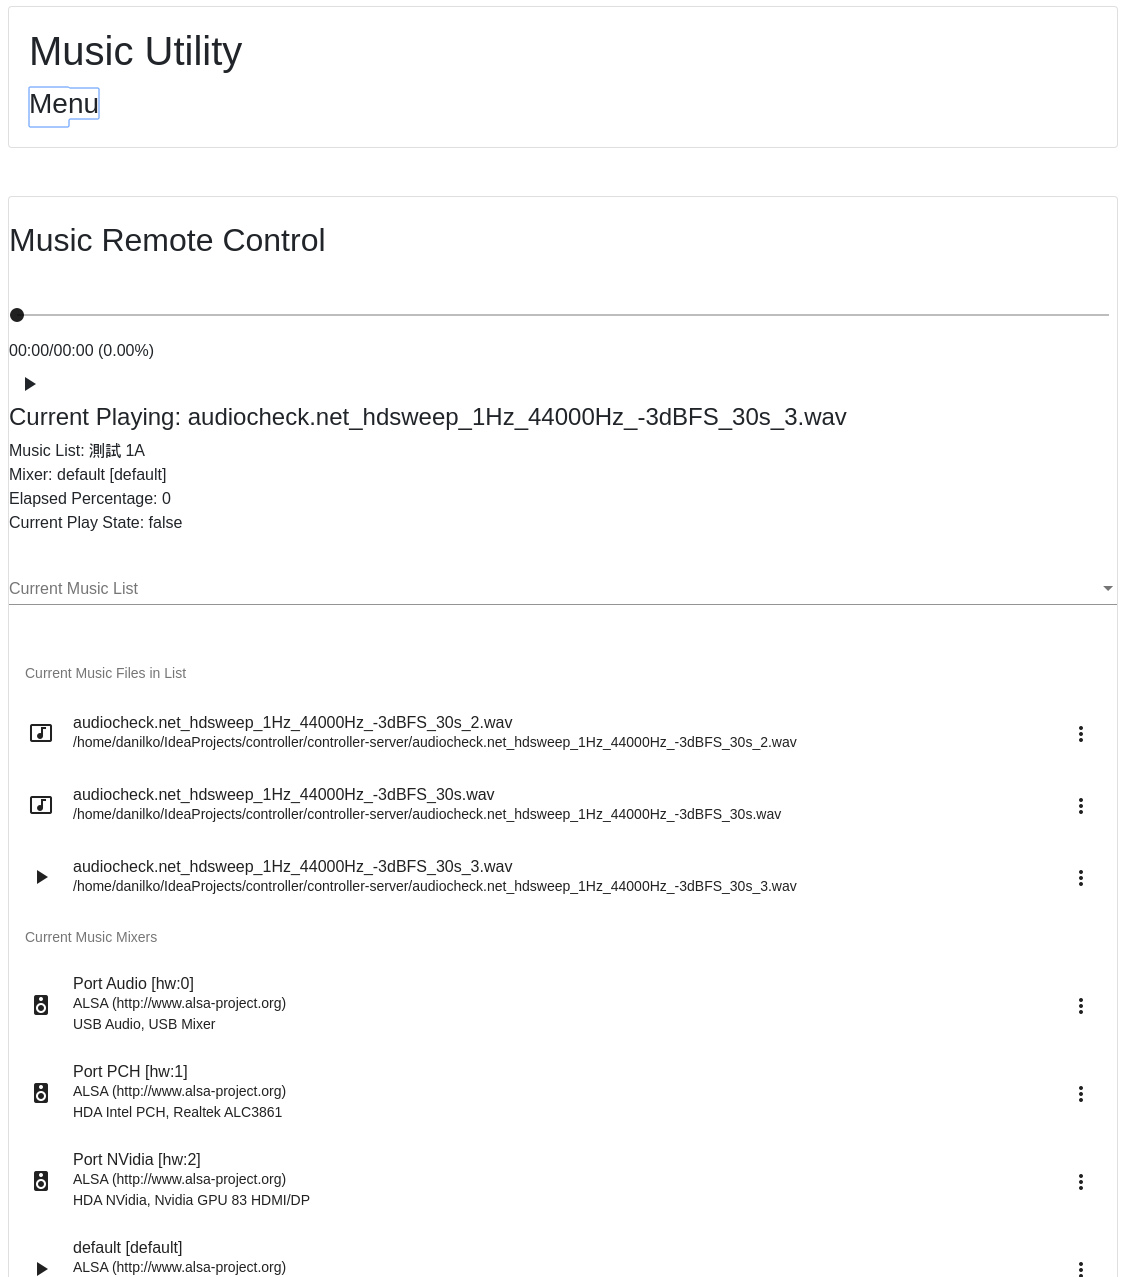 Music Utility
Menu
Music Remote Control
00:00/00:00 (0.00%)
Current Playing: audiocheck.net_hdsweep_1Hz_44000Hz_-3dBFS_30s_3.wav
Music List: 測試 1A
Mixer: default [default]
Elapsed Percentage: 0
Current Play State: false
Current Music List
Current Music Files in List
audiocheck.net_hdsweep_1Hz_44000Hz_-3dBFS_30s_2.wav
/home/danilko/IdeaProjects/controller/controller-server/audiocheck.net_hdsweep_1Hz_44000Hz_-3dBFS_30s_2.wav
audiocheck.net_hdsweep_1Hz_44000Hz_-3dBFS_30s.wav
/home/danilko/IdeaProjects/controller/controller-server/audiocheck.net_hdsweep_1Hz_44000Hz_-3dBFS_30s.wav
audiocheck.net_hdsweep_1Hz_44000Hz_-3dBFS_30s_3.wav
/home/danilko/IdeaProjects/controller/controller-server/audiocheck.net_hdsweep_1Hz_44000Hz_-3dBFS_30s_3.wav
Current Music Mixers
Port Audio [hw:0]
ALSA (http://www.alsa-project.org)
USB Audio, USB Mixer
Port PCH [hw:1]
ALSA (http://www.alsa-project.org)
HDA Intel PCH, Realtek ALC3861
Port NVidia [hw:2]
ALSA (http://www.alsa-project.org)
HDA NVidia, Nvidia GPU 83 HDMI/DP
default [default]
ALSA (http://www.alsa-project.org)